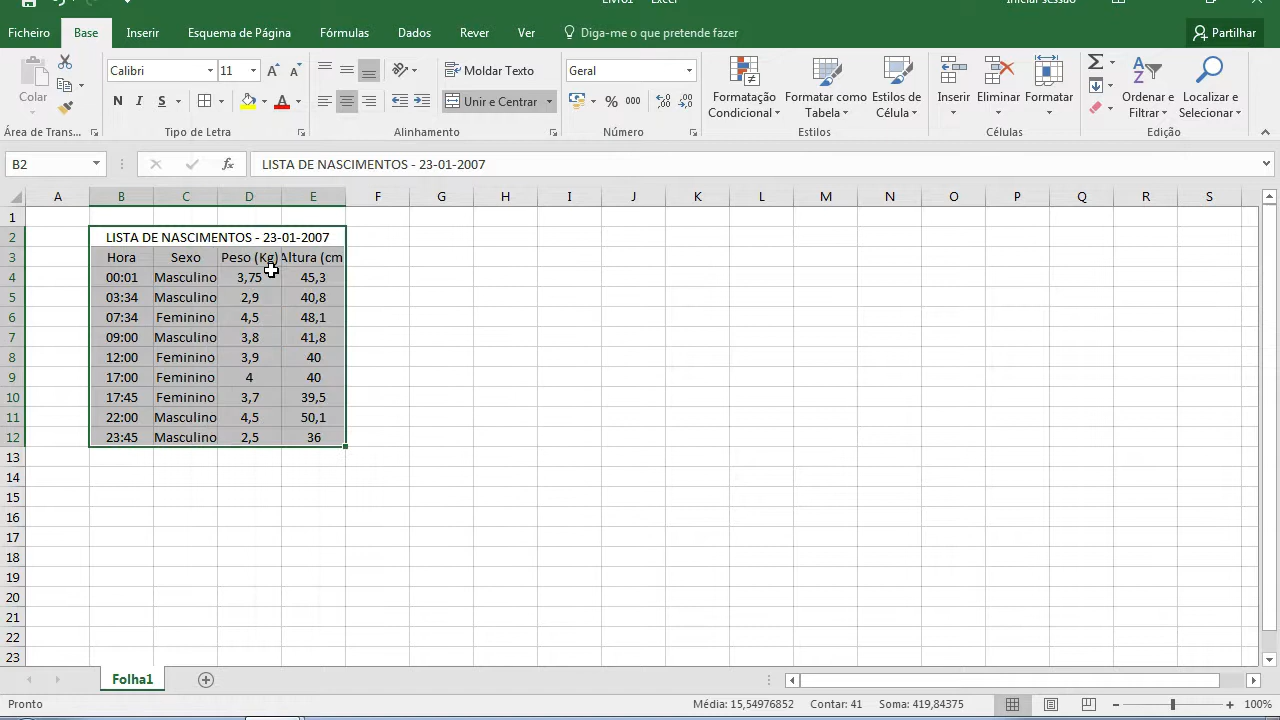 Livro1 - Excel
Iniciar sessão
Ficheiro Base Inserir Esquema de Página Fórmulas Dados Rever Ver Diga-me o que pretende fazer Partilhar
Colar
Calibri 11
N I S
Moldar Texto
Unir e Centrar
Geral
% 000
Formatação Condicional
Formatar como Tabela
Estilos de Célula
Inserir Eliminar Formatar
Ordenar e Filtrar
Localizar e Selecionar
Área de Trans... Tipo de Letra Alinhamento Número Estilos Células Edição
B2 fx LISTA DE NASCIMENTOS - 23-01-2007
A B C D E F G H I J K L M N O P Q R S
1
2 LISTA DE NASCIMENTOS - 23-01-2007
3 Hora Sexo Peso (Kg) Altura (cm
4 00:01 Masculino 3,75 45,3
5 03:34 Masculino 2,9 40,8
6 07:34 Feminino 4,5 48,1
7 09:00 Masculino 3,8 41,8
8 12:00 Feminino 3,9 40
9 17:00 Feminino 4 40
10 17:45 Feminino 3,7 39,5
11 22:00 Masculino 4,5 50,1
12 23:45 Masculino 2,5 36
13
14
15
16
17
18
19
20
21
22
23
Folha1
Pronto Média: 15,54976852 Contar: 41 Soma: 419,84375 100%